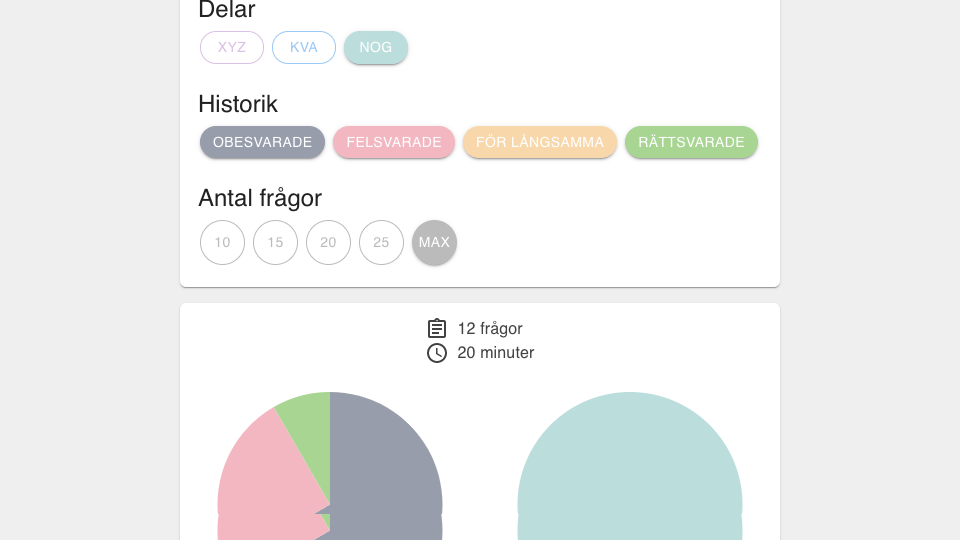 Delar
XYZ KVA NOG
Historik
OBESVARADE FELSVARADE FÖR LÅNGSAMMA RÄTTSVARADE
Antal frågor
10 15 20 25 MAX
12 frågor
20 minuter